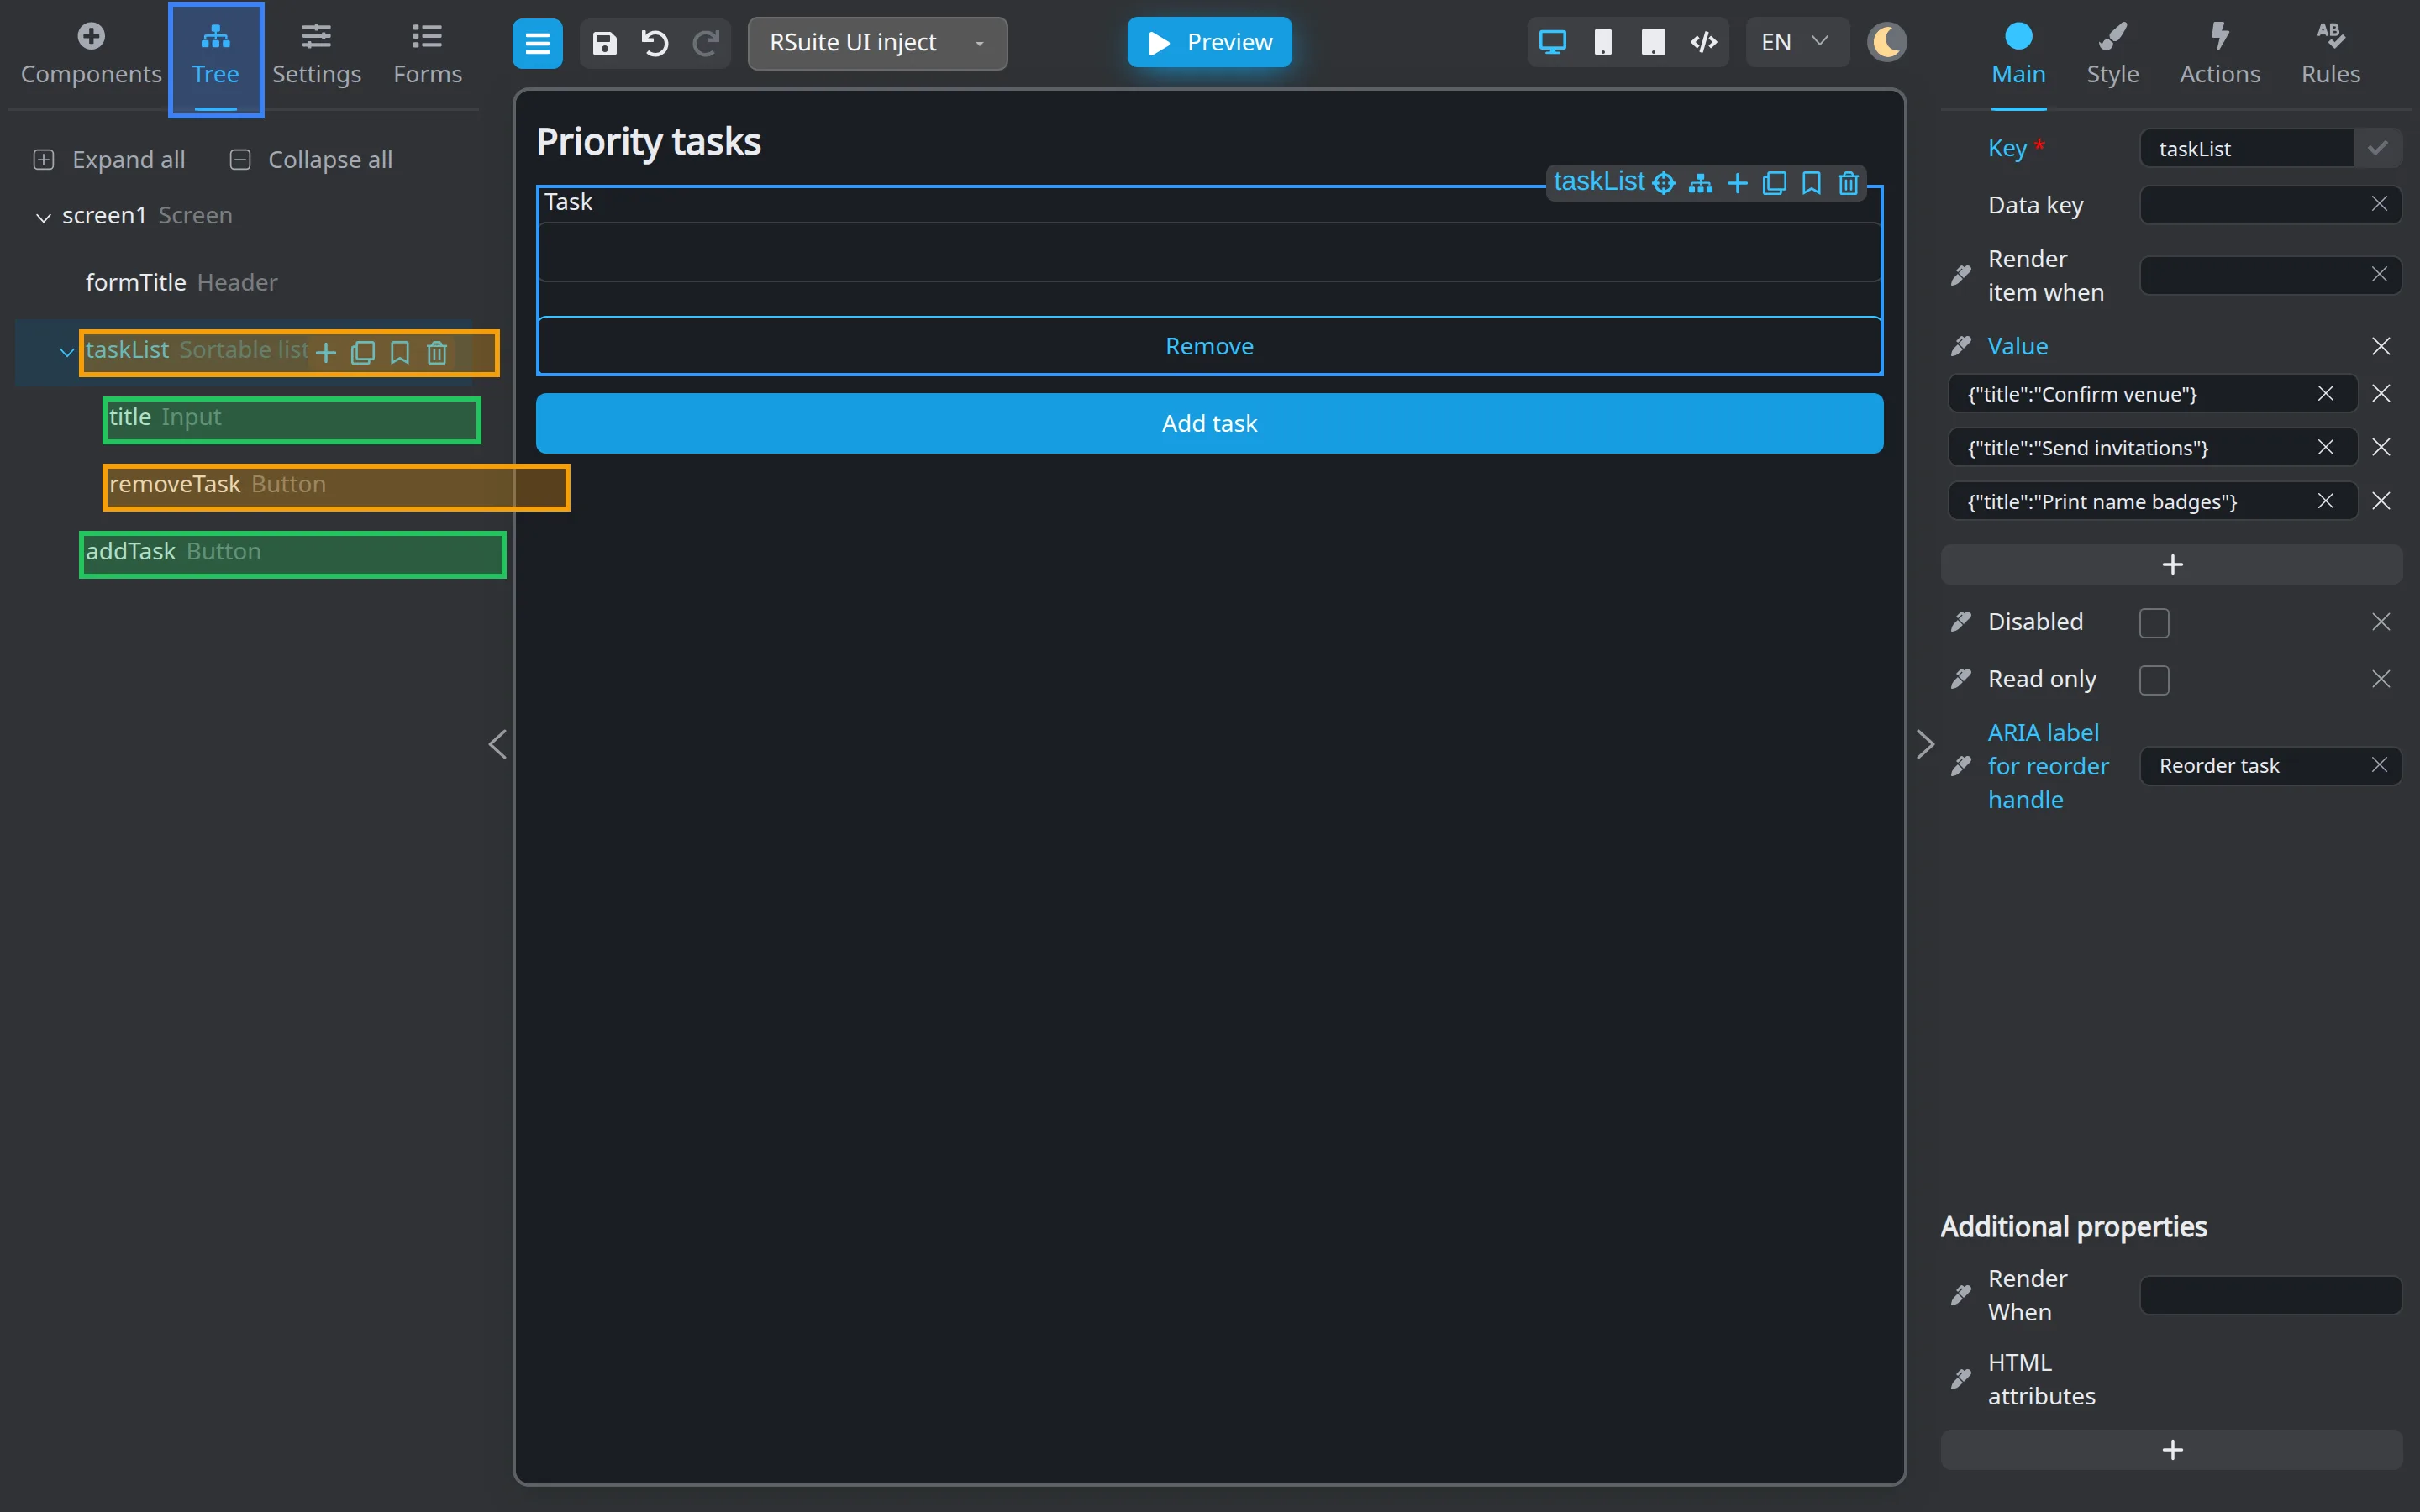 Components
Tree
Settings
Forms
RSuite UI inject
Preview
EN
Main
Style
Actions
AB
Rules
Expand all
Collapse all
screen1 Screen
formTitle Header
taskList Sortable list
title Input
removeTask Button
addTask Button
Priority tasks
taskList
Task
Remove
Add task
Key *
taskList
Data key
Render
item when
Value
{"title":"Confirm venue"}
{"title":"Send invitations"}
{"title":"Print name badges"}
Disabled
Read only
ARIA label
for reorder
handle
Reorder task
Additional properties
Render
When
HTML
attributes